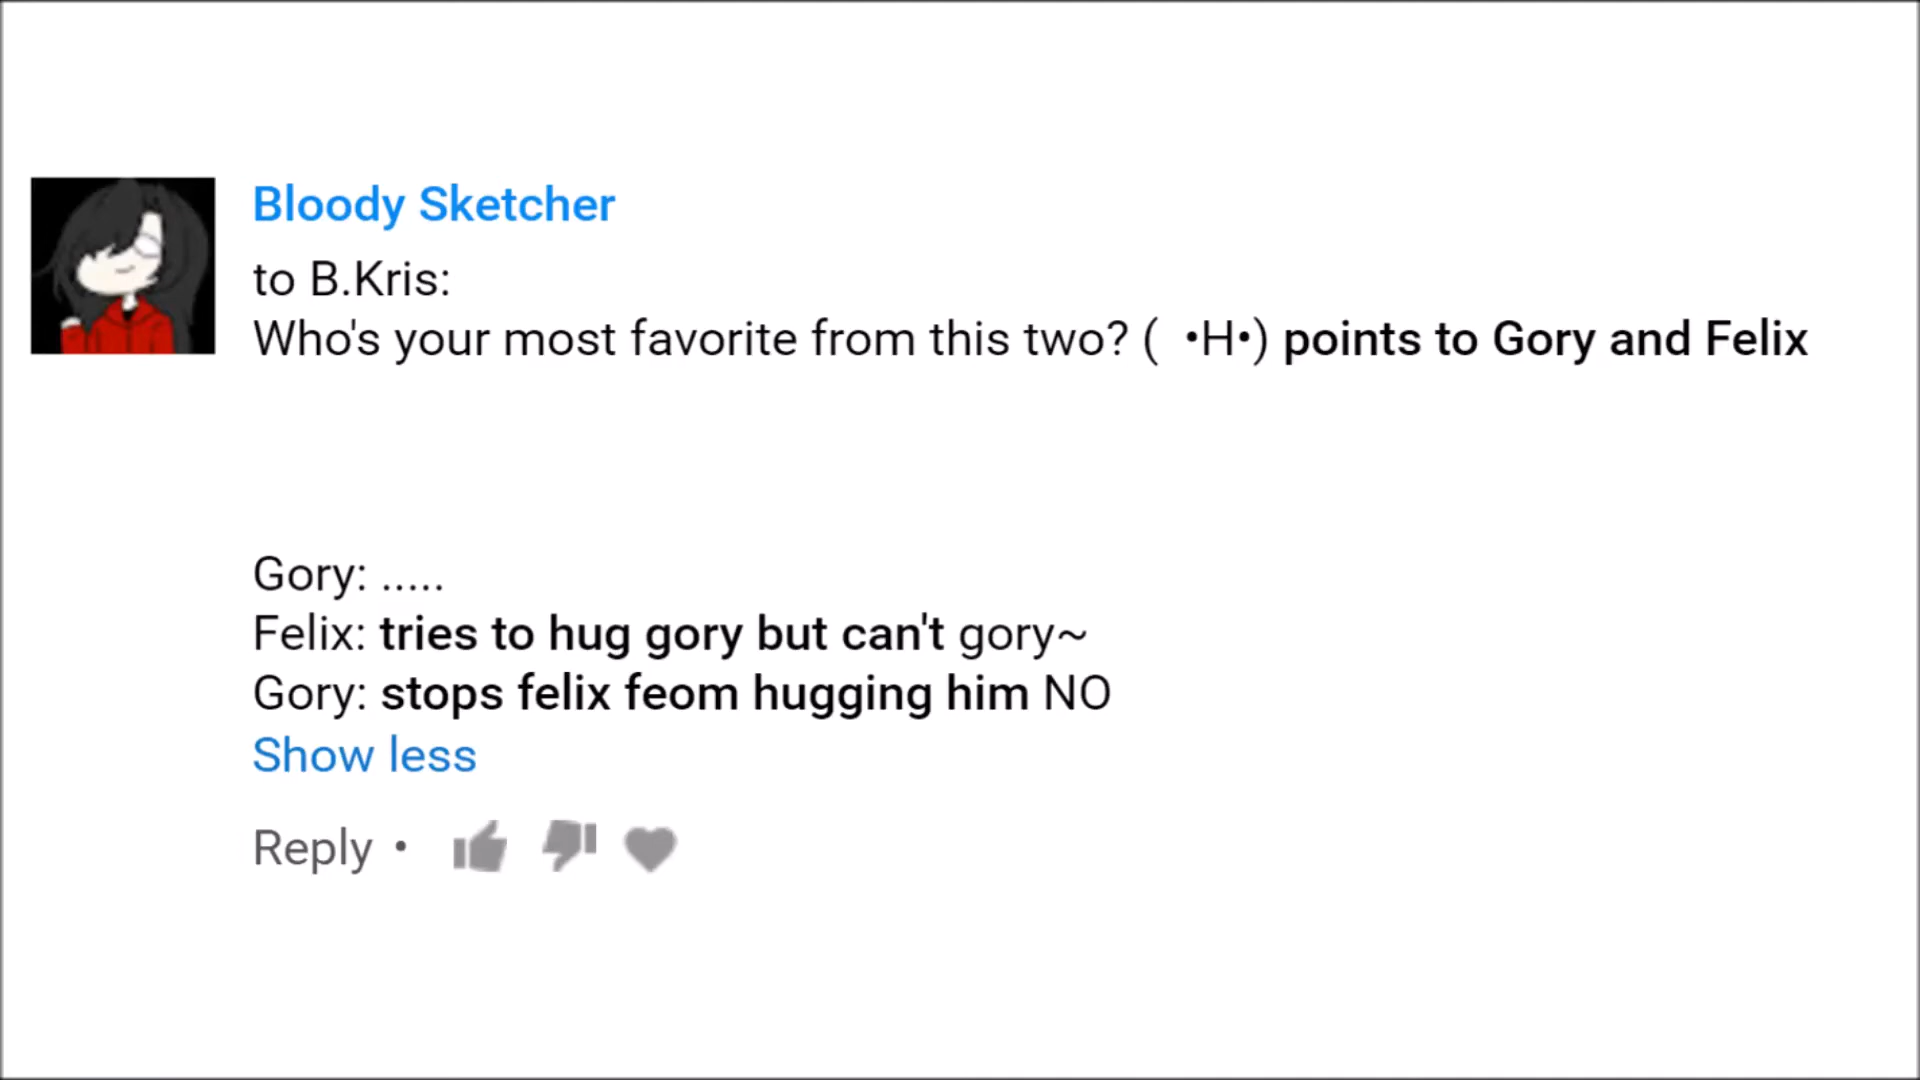 Bloody Sketcher
to B.Kris:
Who's your most favorite from this two? ( •H•) points to Gory and Felix
Gory: .....
Felix: tries to hug gory but can't gory~
Gory: stops felix feom hugging him NO
Show less
Reply •